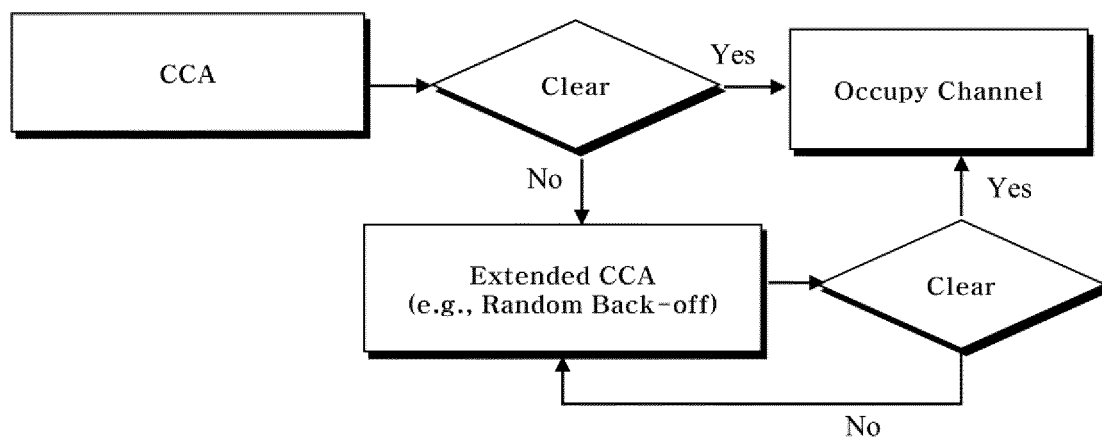 CCA
Clear
Yes
Occupy Channel
No
Yes
Extended CCA
(e.g., Random Back-off)
Clear
No